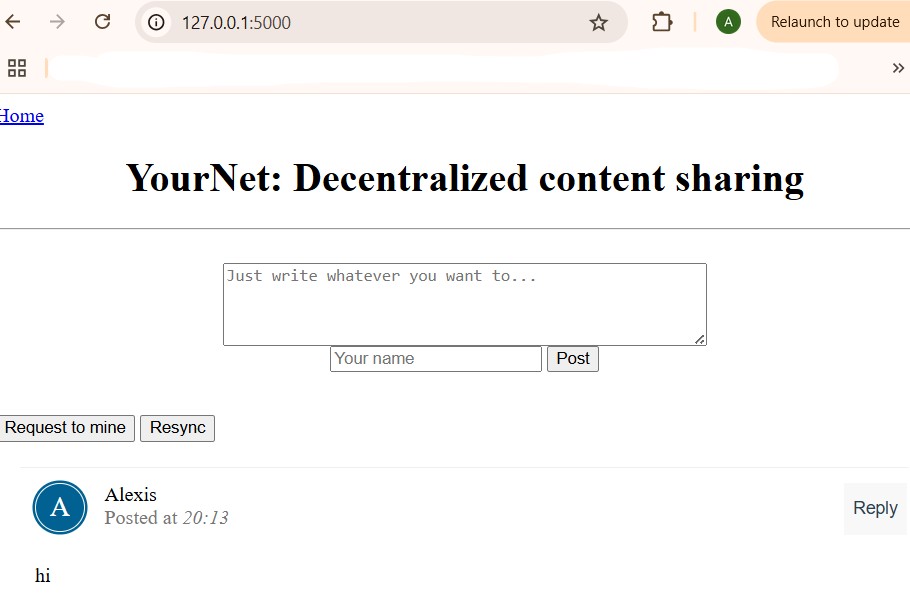 127.0.0.1:5000
A
Relaunch to update
Home
YourNet: Decentralized content sharing
Just write whatever you want to...
Your name
Post
Request to mine
Resync
A
Alexis
Posted at 20:13
Reply
hi